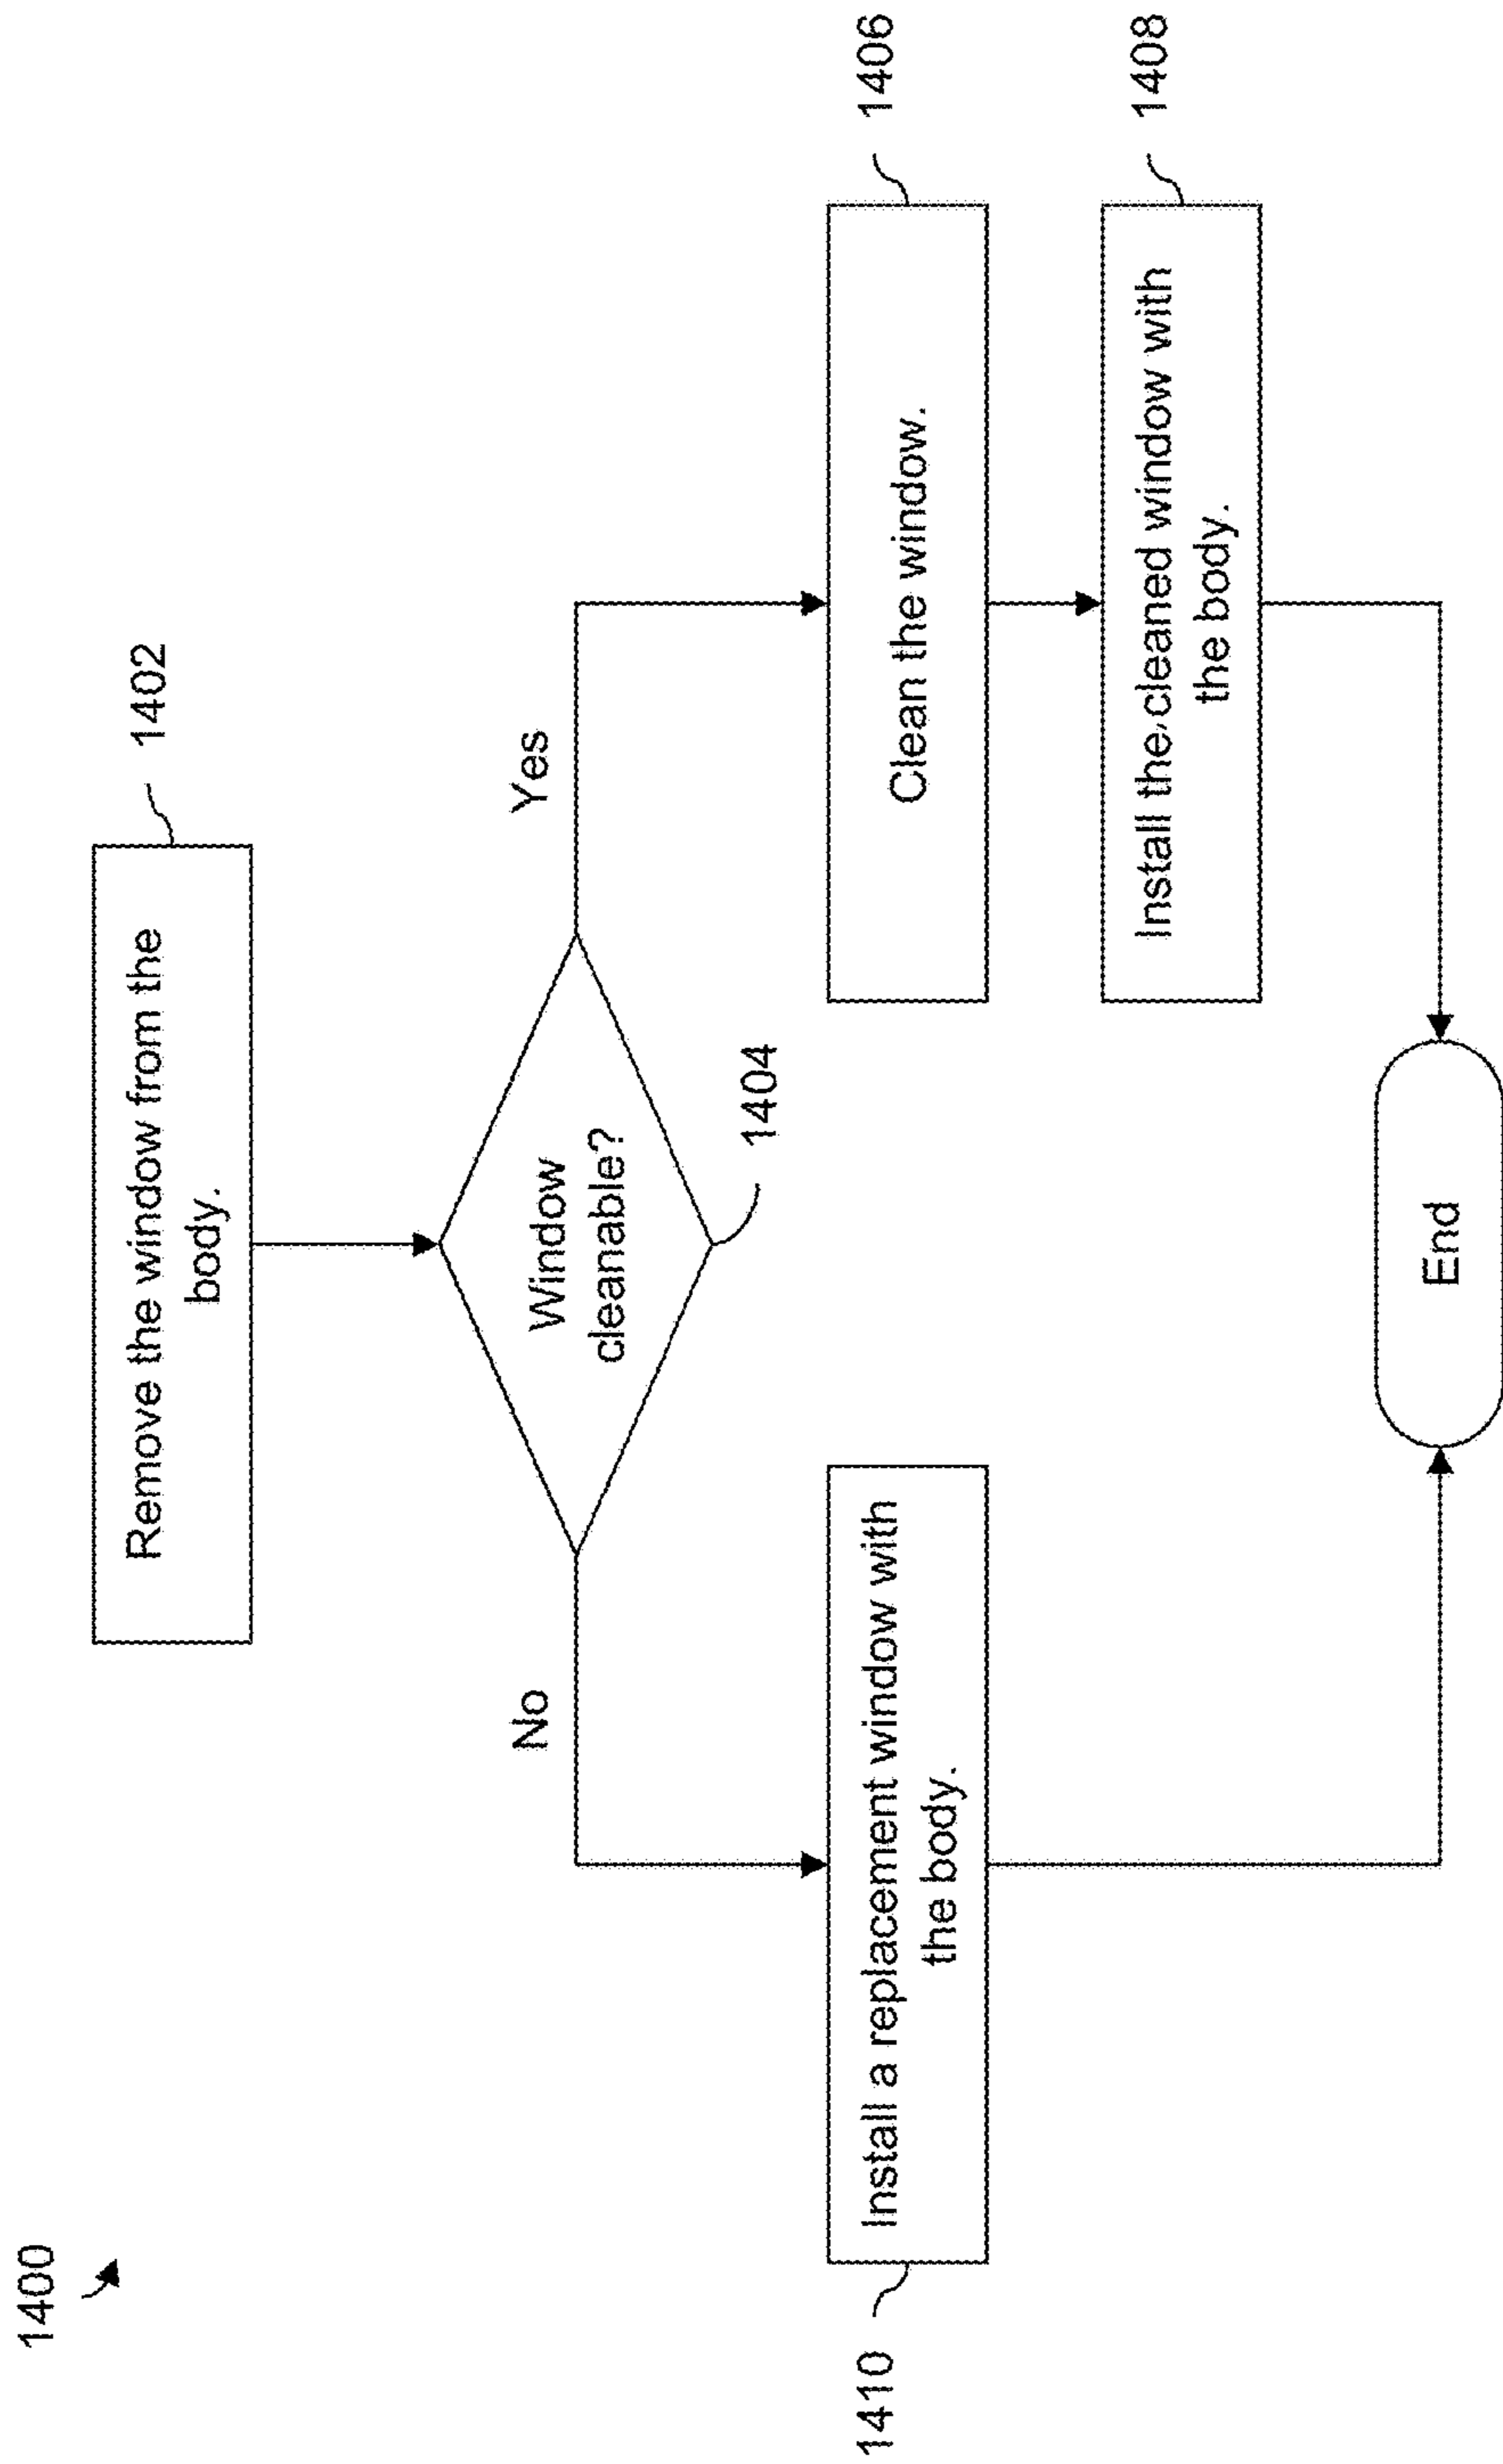 1400
Remove the window from the
body.
1402
Window
cleanable?
1404
No
Yes
Install a replacement window with
the body.
1410
Clean the window.
1406
Install the cleaned window with
the body.
1408
End